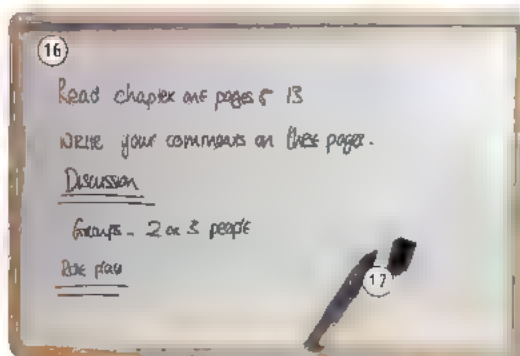 16
Read chapter one pages 5 13
Write your comments on these pages.
Discussion
Groups - 2 or 3 people
Role play
17